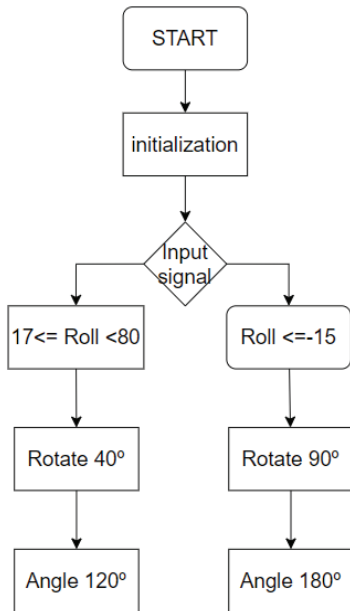 START
initialization
Input
signal
17<= Roll <80
Roll <=-15
Rotate 40º
Rotate 90º
Angle 120º
Angle 180º